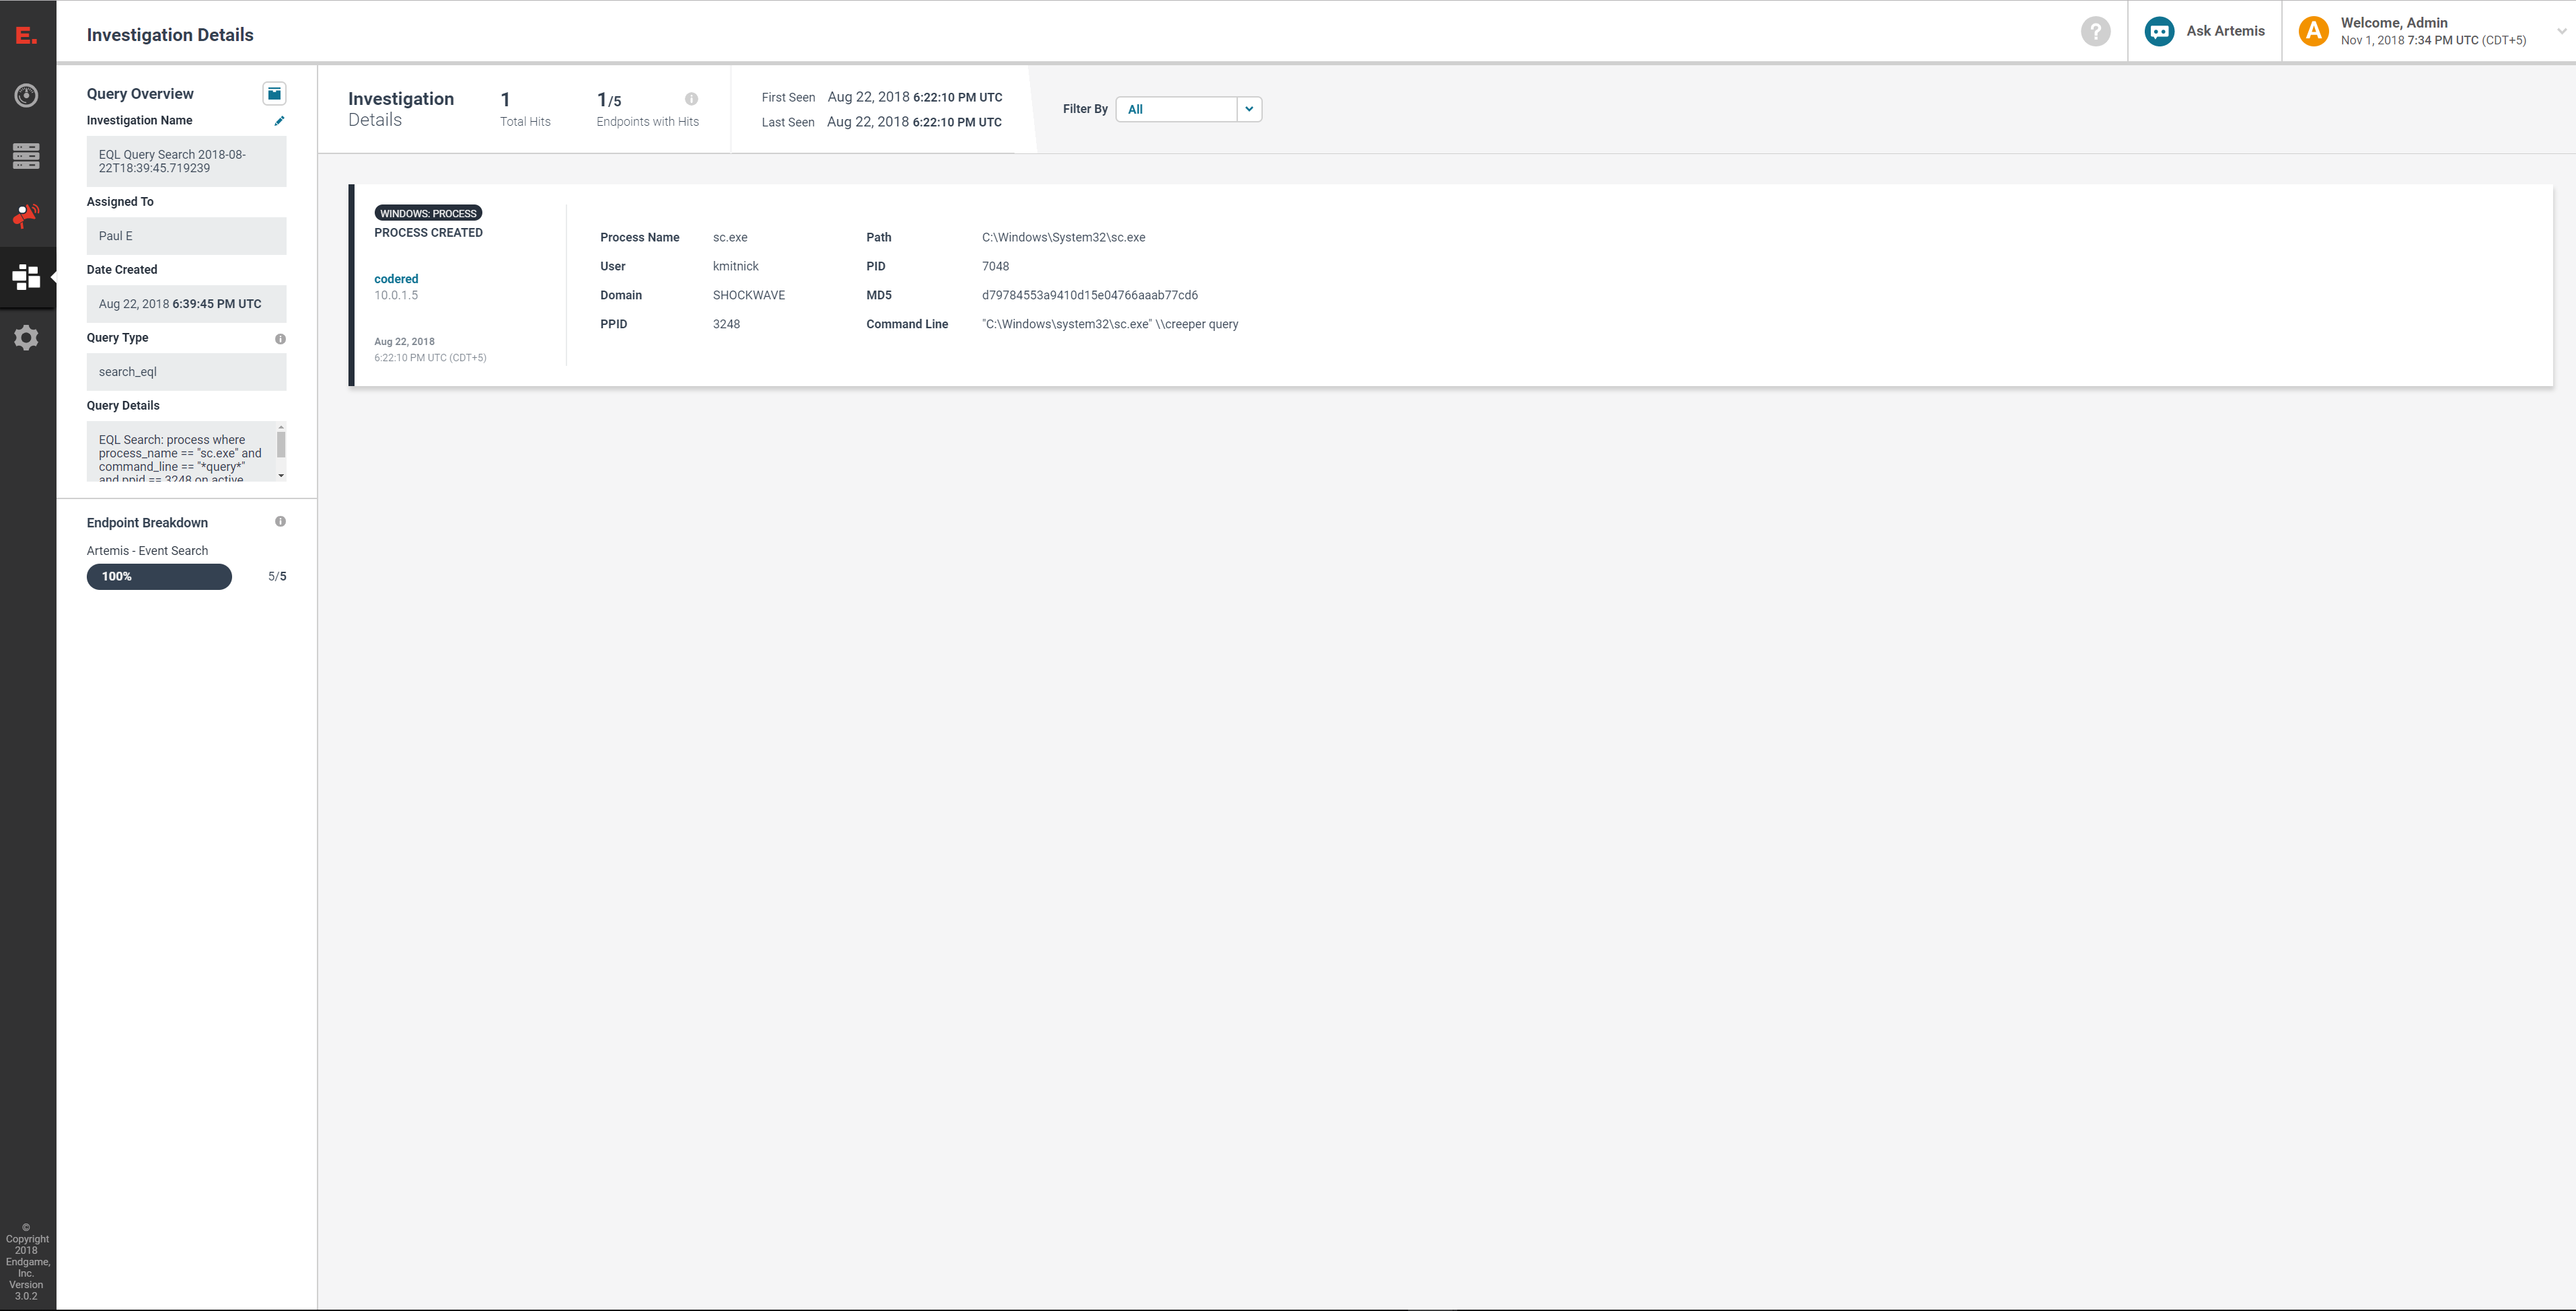 E.
Investigation Details
?
Ask Artemis
A
Welcome, Admin
Nov 1, 2018 7:34 PM UTC (CDT+5)
Query Overview
Investigation Name
EQL Query Search 2018-08-
22T18:39:45.719239
Assigned To
Paul E
Date Created
Aug 22, 2018 6:39:45 PM UTC
Query Type
search_eql
Query Details
EQL Search: process where
process_name == "sc.exe" and
command_line == "*query*"
and ppid == 3248 on active
Endpoint Breakdown
Artemis - Event Search
100%
5/5
Investigation
Details
1
Total Hits
1/5
Endpoints with Hits
First Seen Aug 22, 2018 6:22:10 PM UTC
Last Seen Aug 22, 2018 6:22:10 PM UTC
Filter By All
WINDOWS: PROCESS
PROCESS CREATED
codered
10.0.1.5
Aug 22, 2018
6:22:10 PM UTC (CDT+5)
Process Name sc.exe Path C:\Windows\System32\sc.exe
User kmitnick PID 7048
Domain SHOCKWAVE MD5 d79784553a9410d15e04766aaab77cd6
PPID 3248 Command Line "C:\Windows\system32\sc.exe" \\creeper query
©
Copyright
2018
Endgame,
Inc.
Version
3.0.2